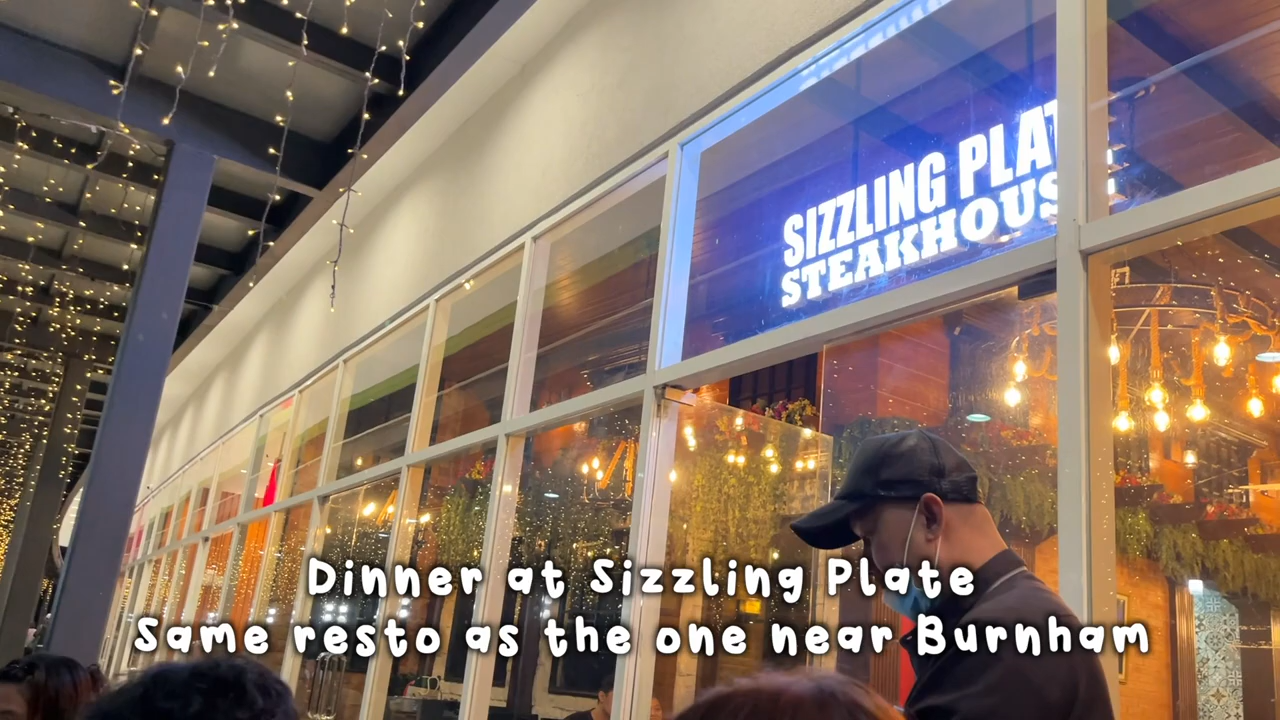 SIZZLING PLAT
STEAKHOUS
Dinner at Sizzling Plate
Same resto as the one near Burnham